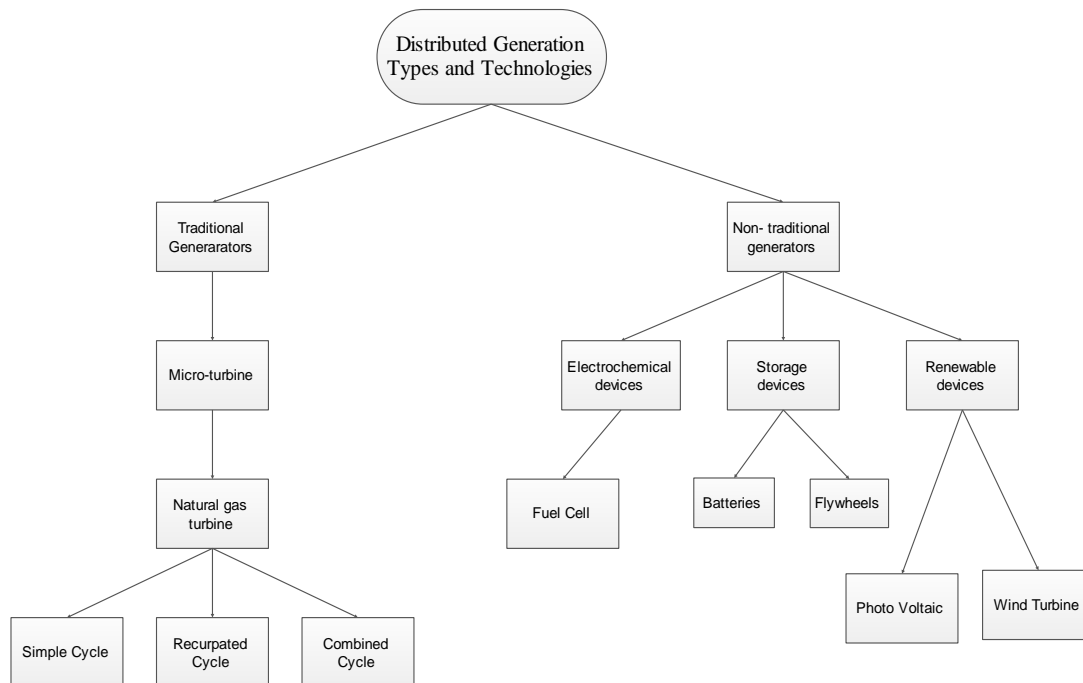 Distributed Generation
Types and Technologies
Traditional
Generarators
Non- traditional
generators
Micro-turbine
Electrochemical
devices
Storage
devices
Renewable
devices
Natural gas
turbine
Fuel Cell
Batteries
Flywheels
Photo Voltaic
Wind Turbine
Simple Cycle
Recurpated
Cycle
Combined
Cycle